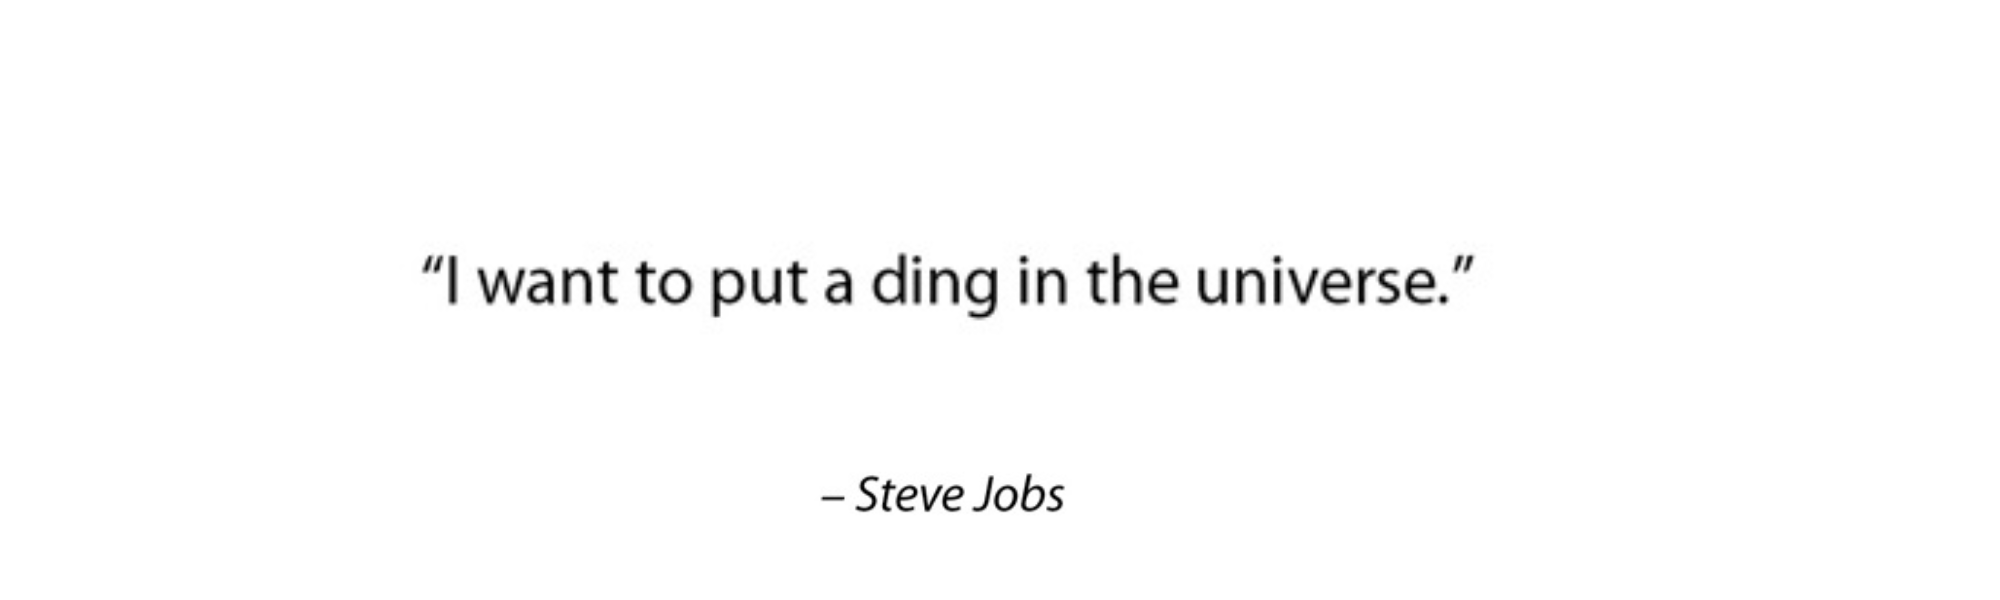 “I want to put a ding in the universe.”
– Steve Jobs